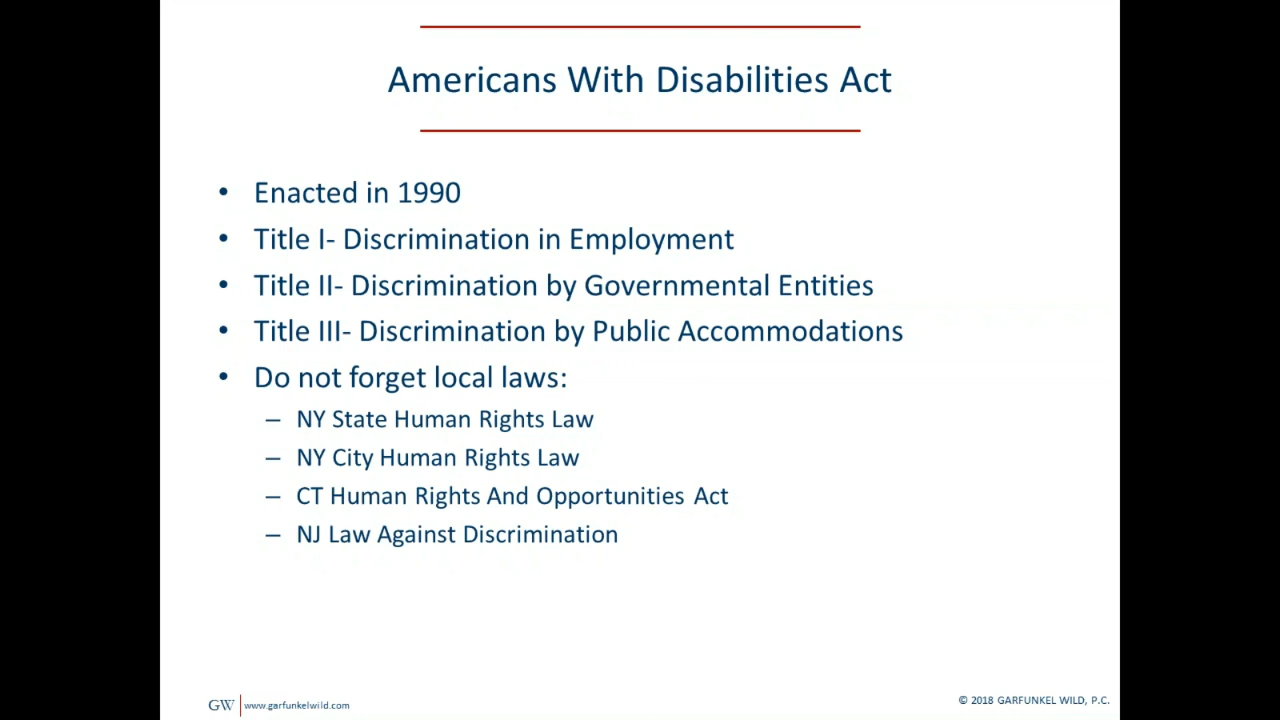 Americans With Disabilities Act
• Enacted in 1990
• Title I- Discrimination in Employment
• Title II- Discrimination by Governmental Entities
• Title III- Discrimination by Public Accommodations
• Do not forget local laws:
– NY State Human Rights Law
– NY City Human Rights Law
– CT Human Rights And Opportunities Act
– NJ Law Against Discrimination
GW www.garfunkelwild.com
© 2018 GARFUNKEL WILD, P.C.